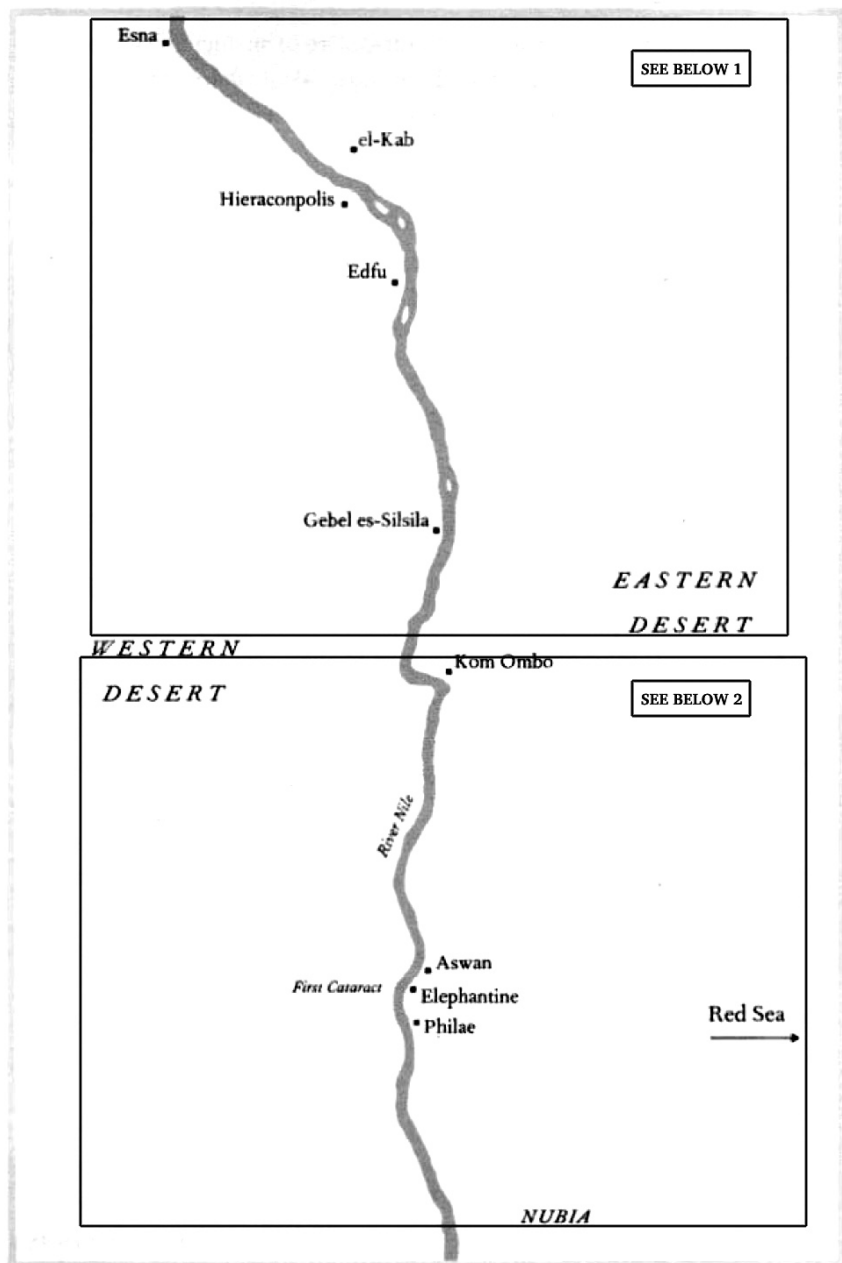 Esna
SEE BELOW 1
el-Kab
Hieraconpolis
Edfu
Gebel es-Silsila
EASTERN
DESERT
WESTERN
DESERT
Kom Ombo
SEE BELOW 2
River Nile
Aswan
First Cataract
Elephantine
Red Sea
Philae
NUBIA